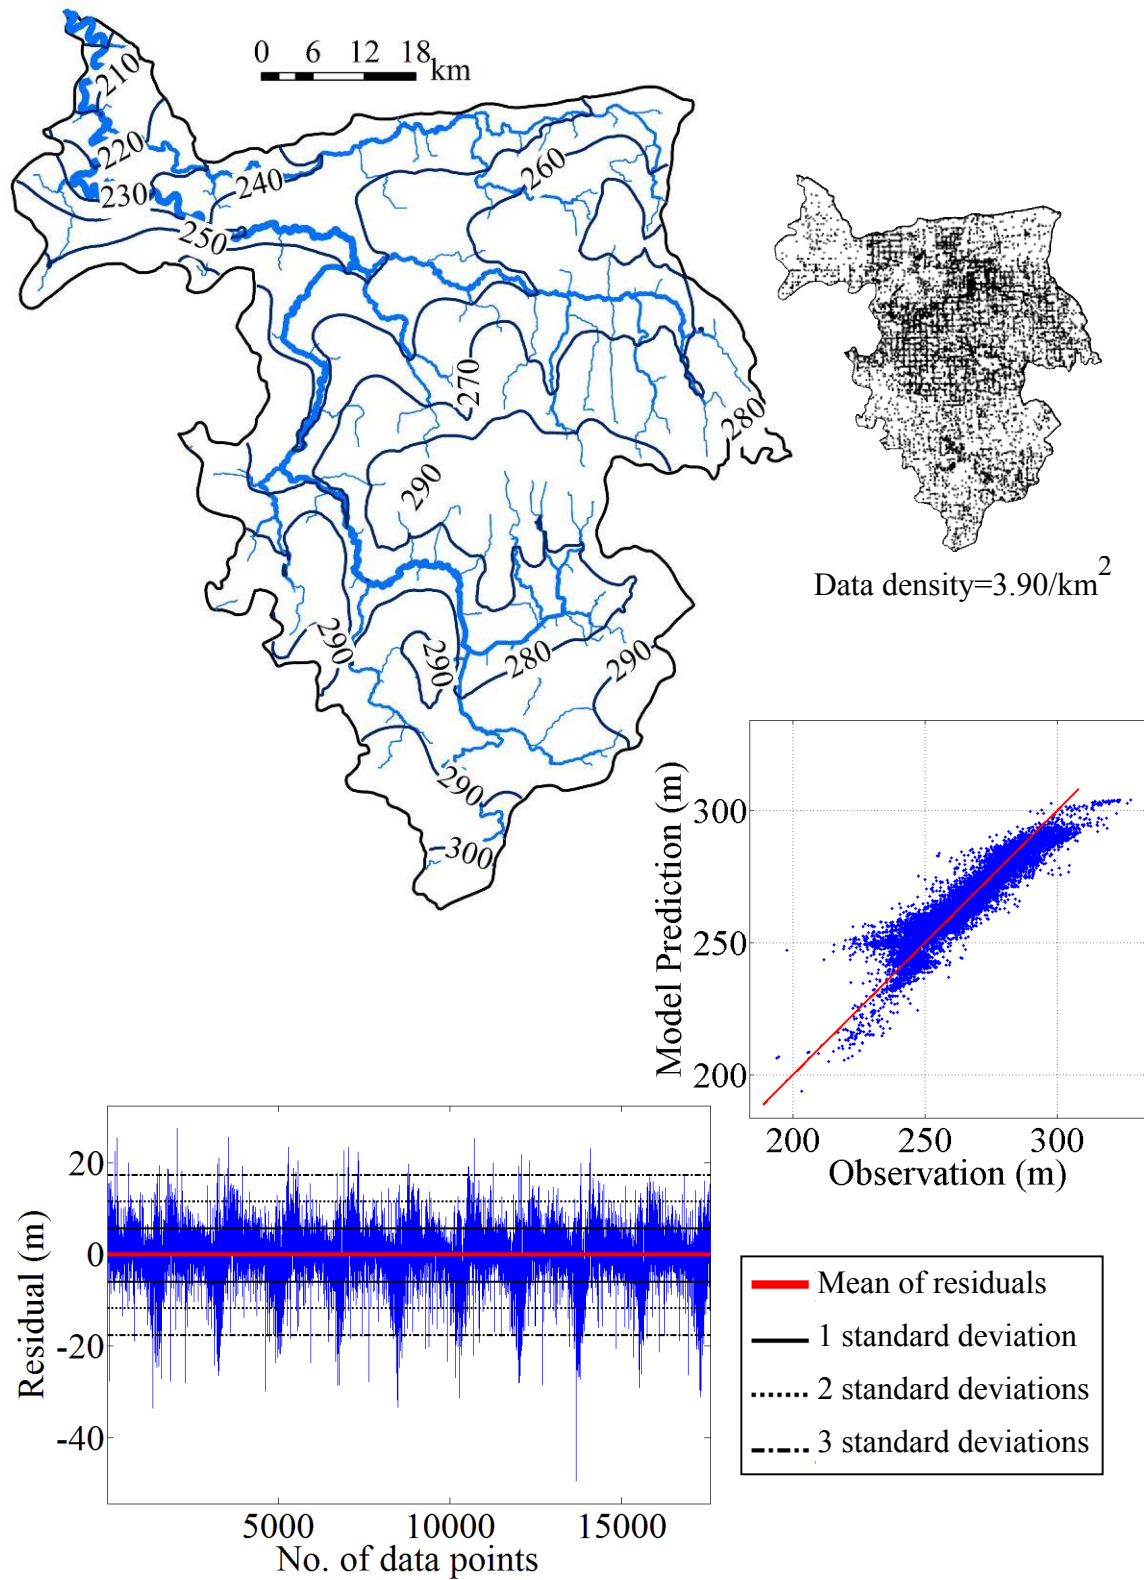 0 6 12 18 km
210
220
230
240
250
260
270
280
290
290
290
280
290
290
300
Data density=3.90/km2
Model Prediction (m)
300
250
200
200 250 300
Observation (m)
Residual (m)
20
0
-20
-40
5000 10000 15000
No. of data points
Mean of residuals
1 standard deviation
2 standard deviations
3 standard deviations